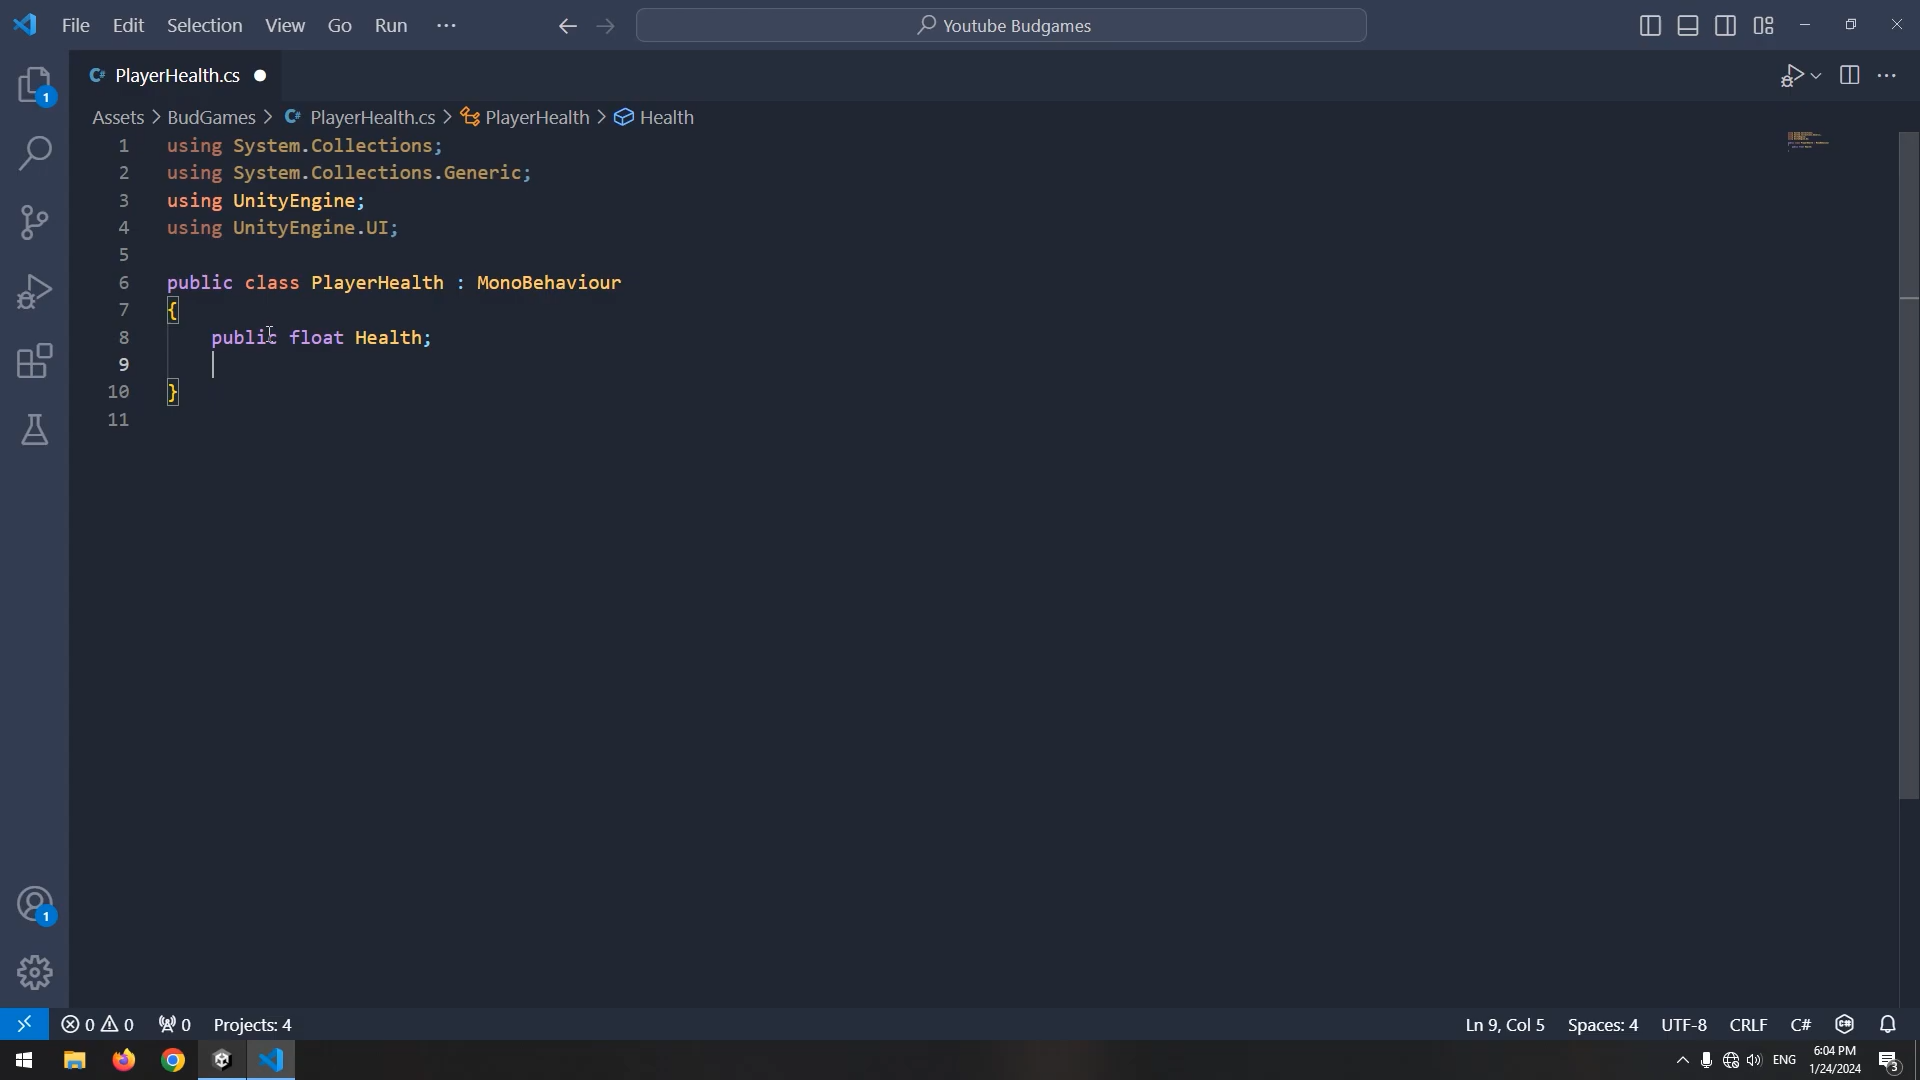 File Edit Selection View Go Run ··· Youtube Budgames
PlayerHealth.cs
Assets > BudGames > PlayerHealth.cs > PlayerHealth > Health
1 using System.Collections;
2 using System.Collections.Generic;
3 using UnityEngine;
4 using UnityEngine.UI;
5
6 public class PlayerHealth : MonoBehaviour
7 {
8 public float Health;
9
10 }
11
1
1
0 0 0 Projects: 4 Ln 9, Col 5 Spaces: 4 UTF-8 CRLF C#
ENG 6:04 PM
1/24/2024 3